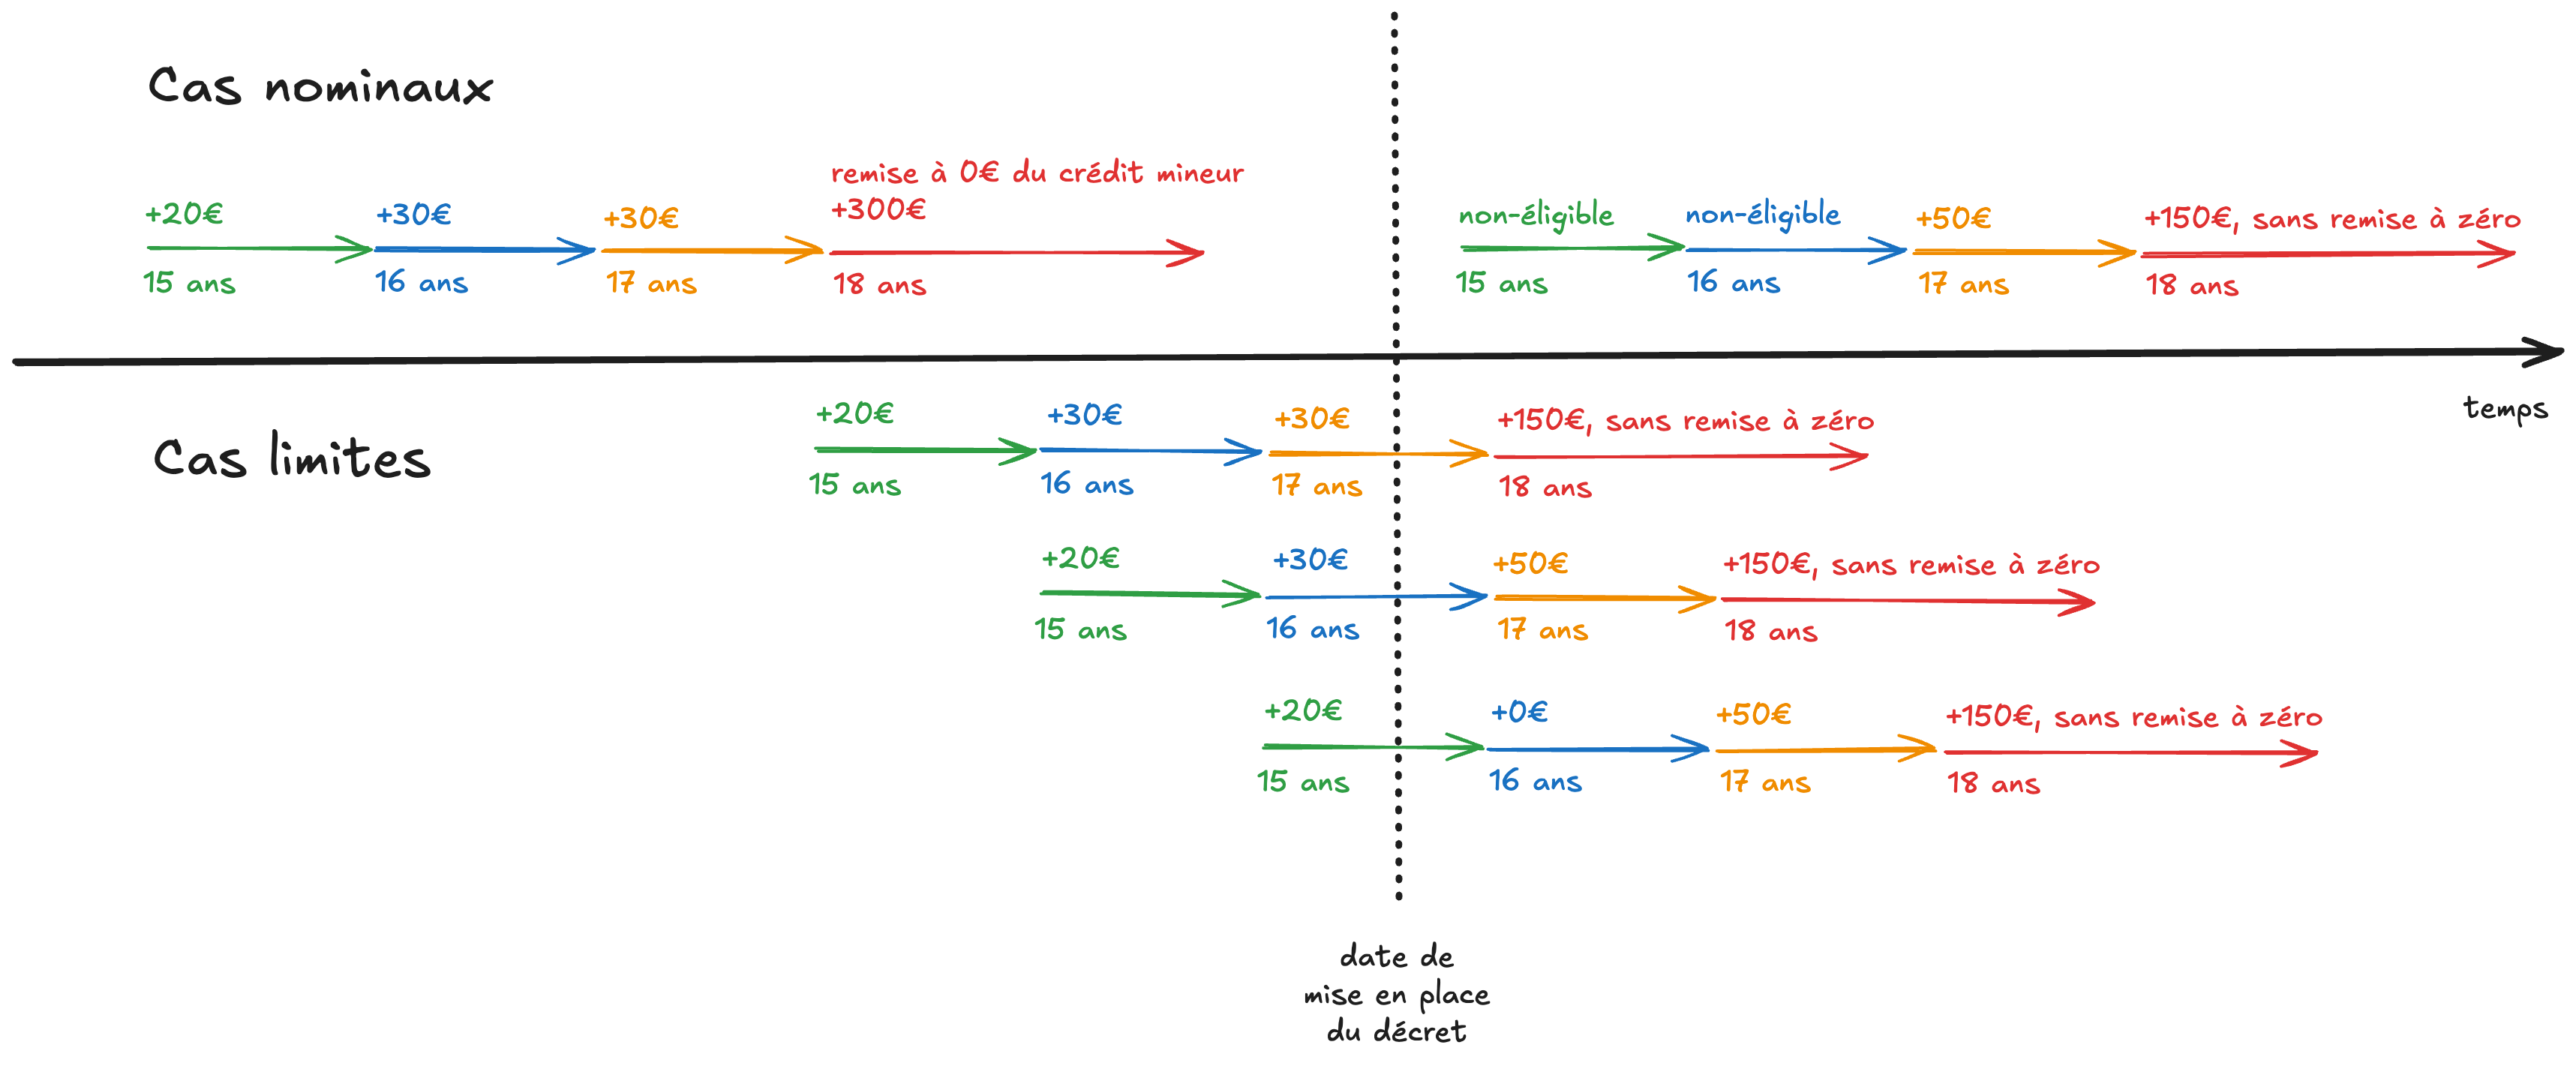 Cas nominaux
remise à 0€ du crédit mineur
+20€
+30€
+30€
+300€
15 ans
16 ans
17 ans
18 ans
non-éligible
non-éligible
+50€
+150€, sans remise à zéro
15 ans
16 ans
17 ans
18 ans
temps
Cas limites
+20€
+30€
+30€
+150€, sans remise à zéro
15 ans
16 ans
17 ans
18 ans
+20€
+30€
+50€
+150€, sans remise à zéro
15 ans
16 ans
17 ans
18 ans
+20€
+0€
+50€
+150€, sans remise à zéro
15 ans
16 ans
17 ans
18 ans
date de
mise en place
du décret